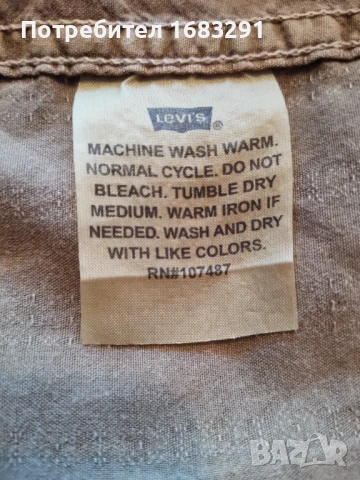 Потребител 1683291
Levi's ®
MACHINE WASH WARM.
NORMAL CYCLE. DO NOT
BLEACH. TUMBLE DRY
MEDIUM. WARM IRON IF
NEEDED. WASH AND DRY
WITH LIKE COLORS.
RN#107487
BAZAR